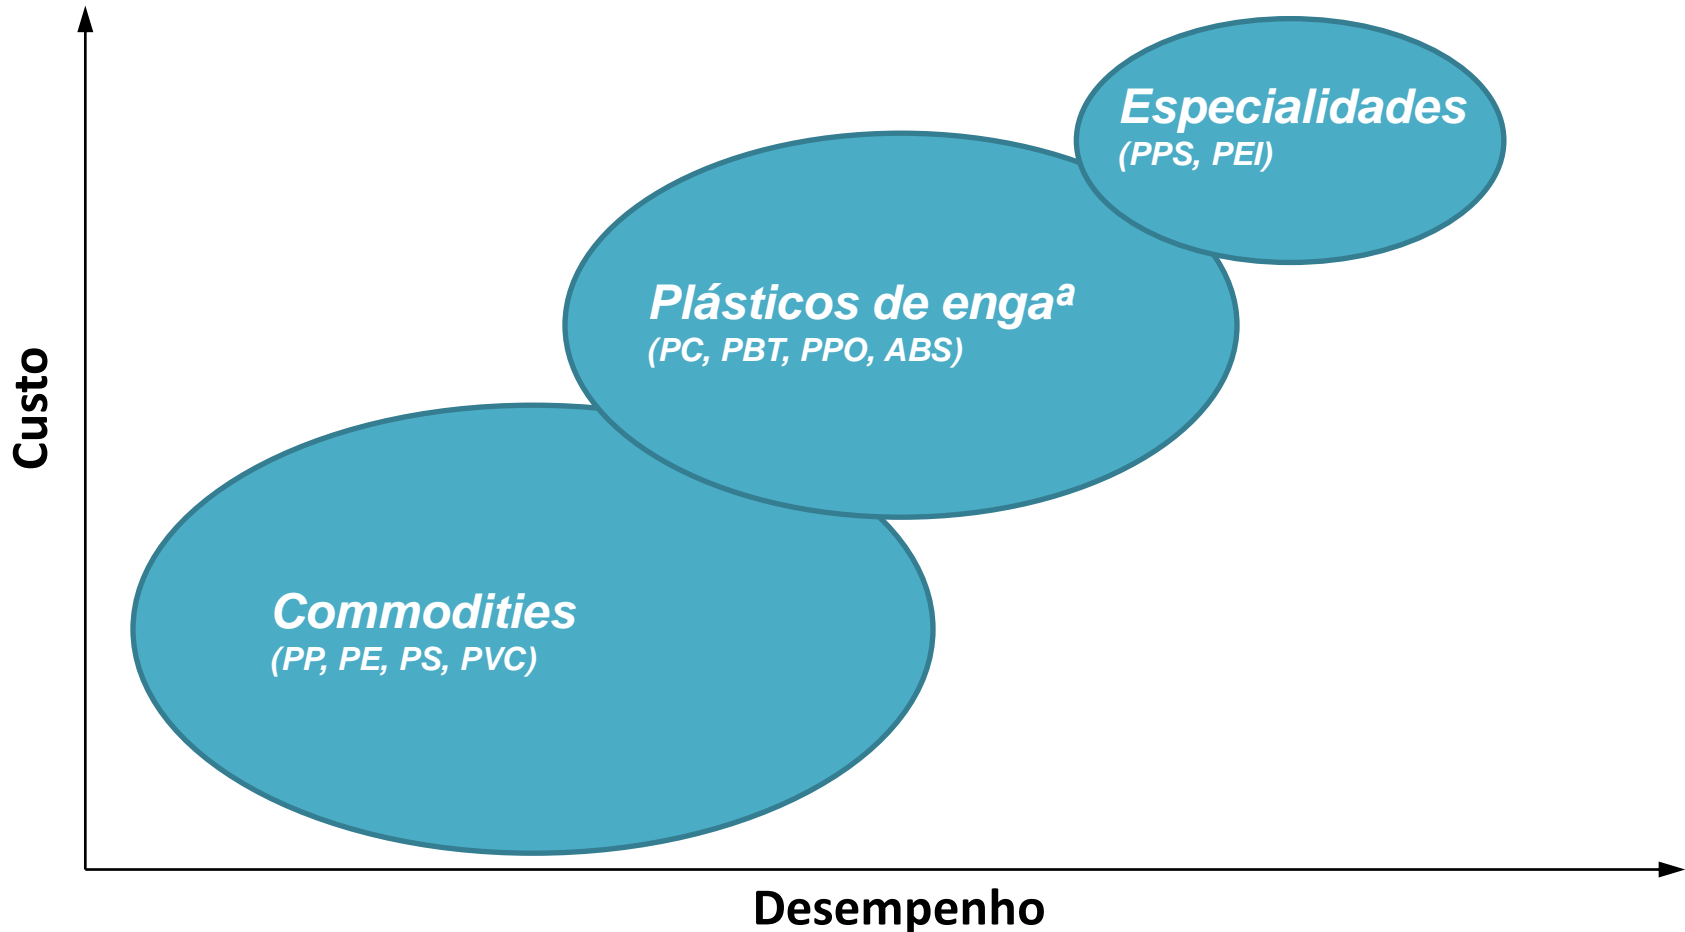 Especialidades
(PPS, PEI)
Plásticos de engaª
(PC, PBT, PPO, ABS)
Custo
Commodities
(PP, PE, PS, PVC)
Desempenho